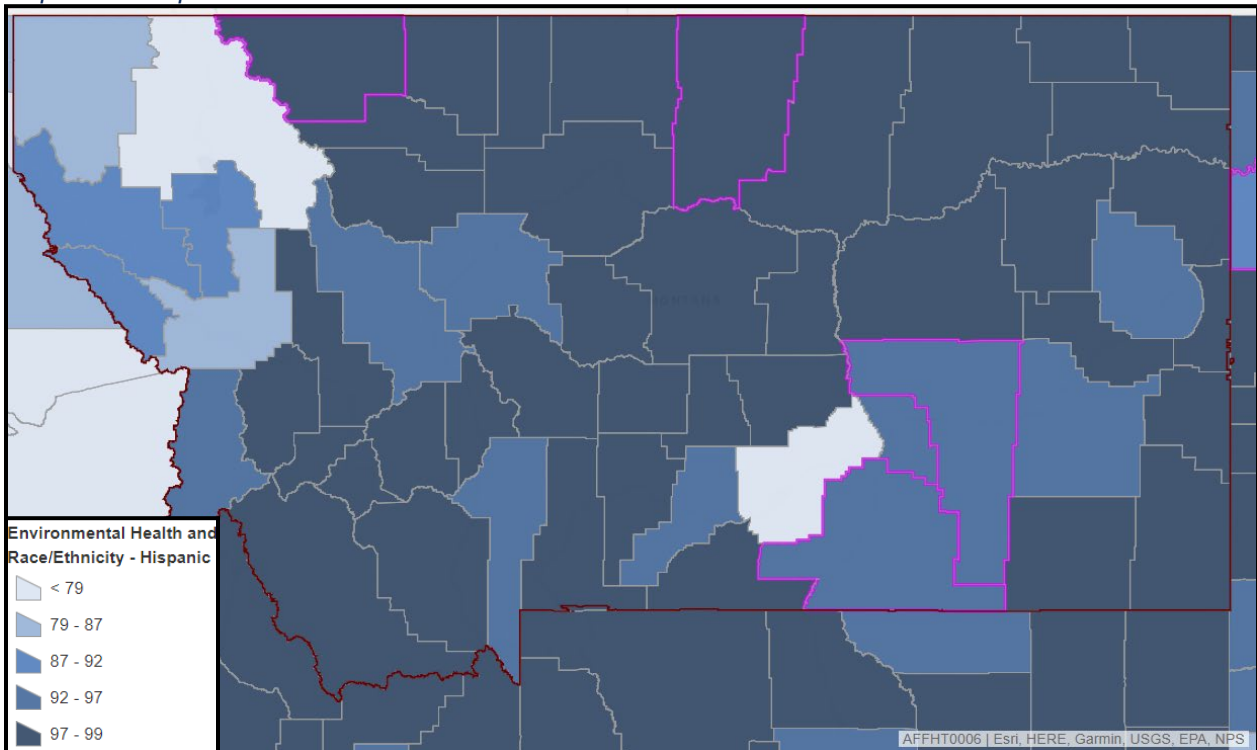 Environmental Health and
Race/Ethnicity - Hispanic
< 79
79 - 87
87 - 92
92 - 97
97 - 99
AFFHT0006 | Esri, HERE, Garmin, USGS, EPA, NPS